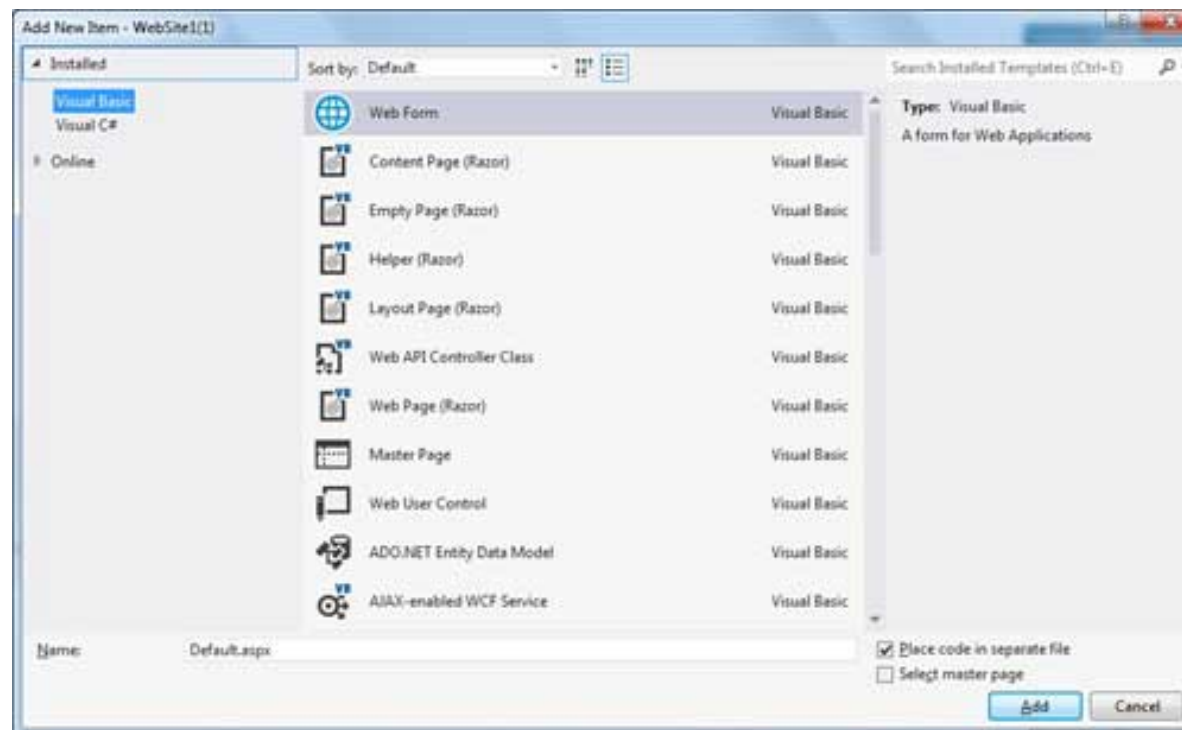 Add New Item - WebSite1(1)
Installed
Visual Basic
Visual C#
Online
Sort by: Default
Search Installed Templates (Ctrl+E)
Web Form Visual Basic
Content Page (Razor) Visual Basic
Empty Page (Razor) Visual Basic
Helper (Razor) Visual Basic
Layout Page (Razor) Visual Basic
Web API Controller Class Visual Basic
Web Page (Razor) Visual Basic
Master Page Visual Basic
Web User Control Visual Basic
ADO.NET Entity Data Model Visual Basic
AJAX-enabled WCF Service Visual Basic
Type: Visual Basic
A form for Web Applications
Name: Default.aspx
Place code in separate file
Select master page
Add Cancel